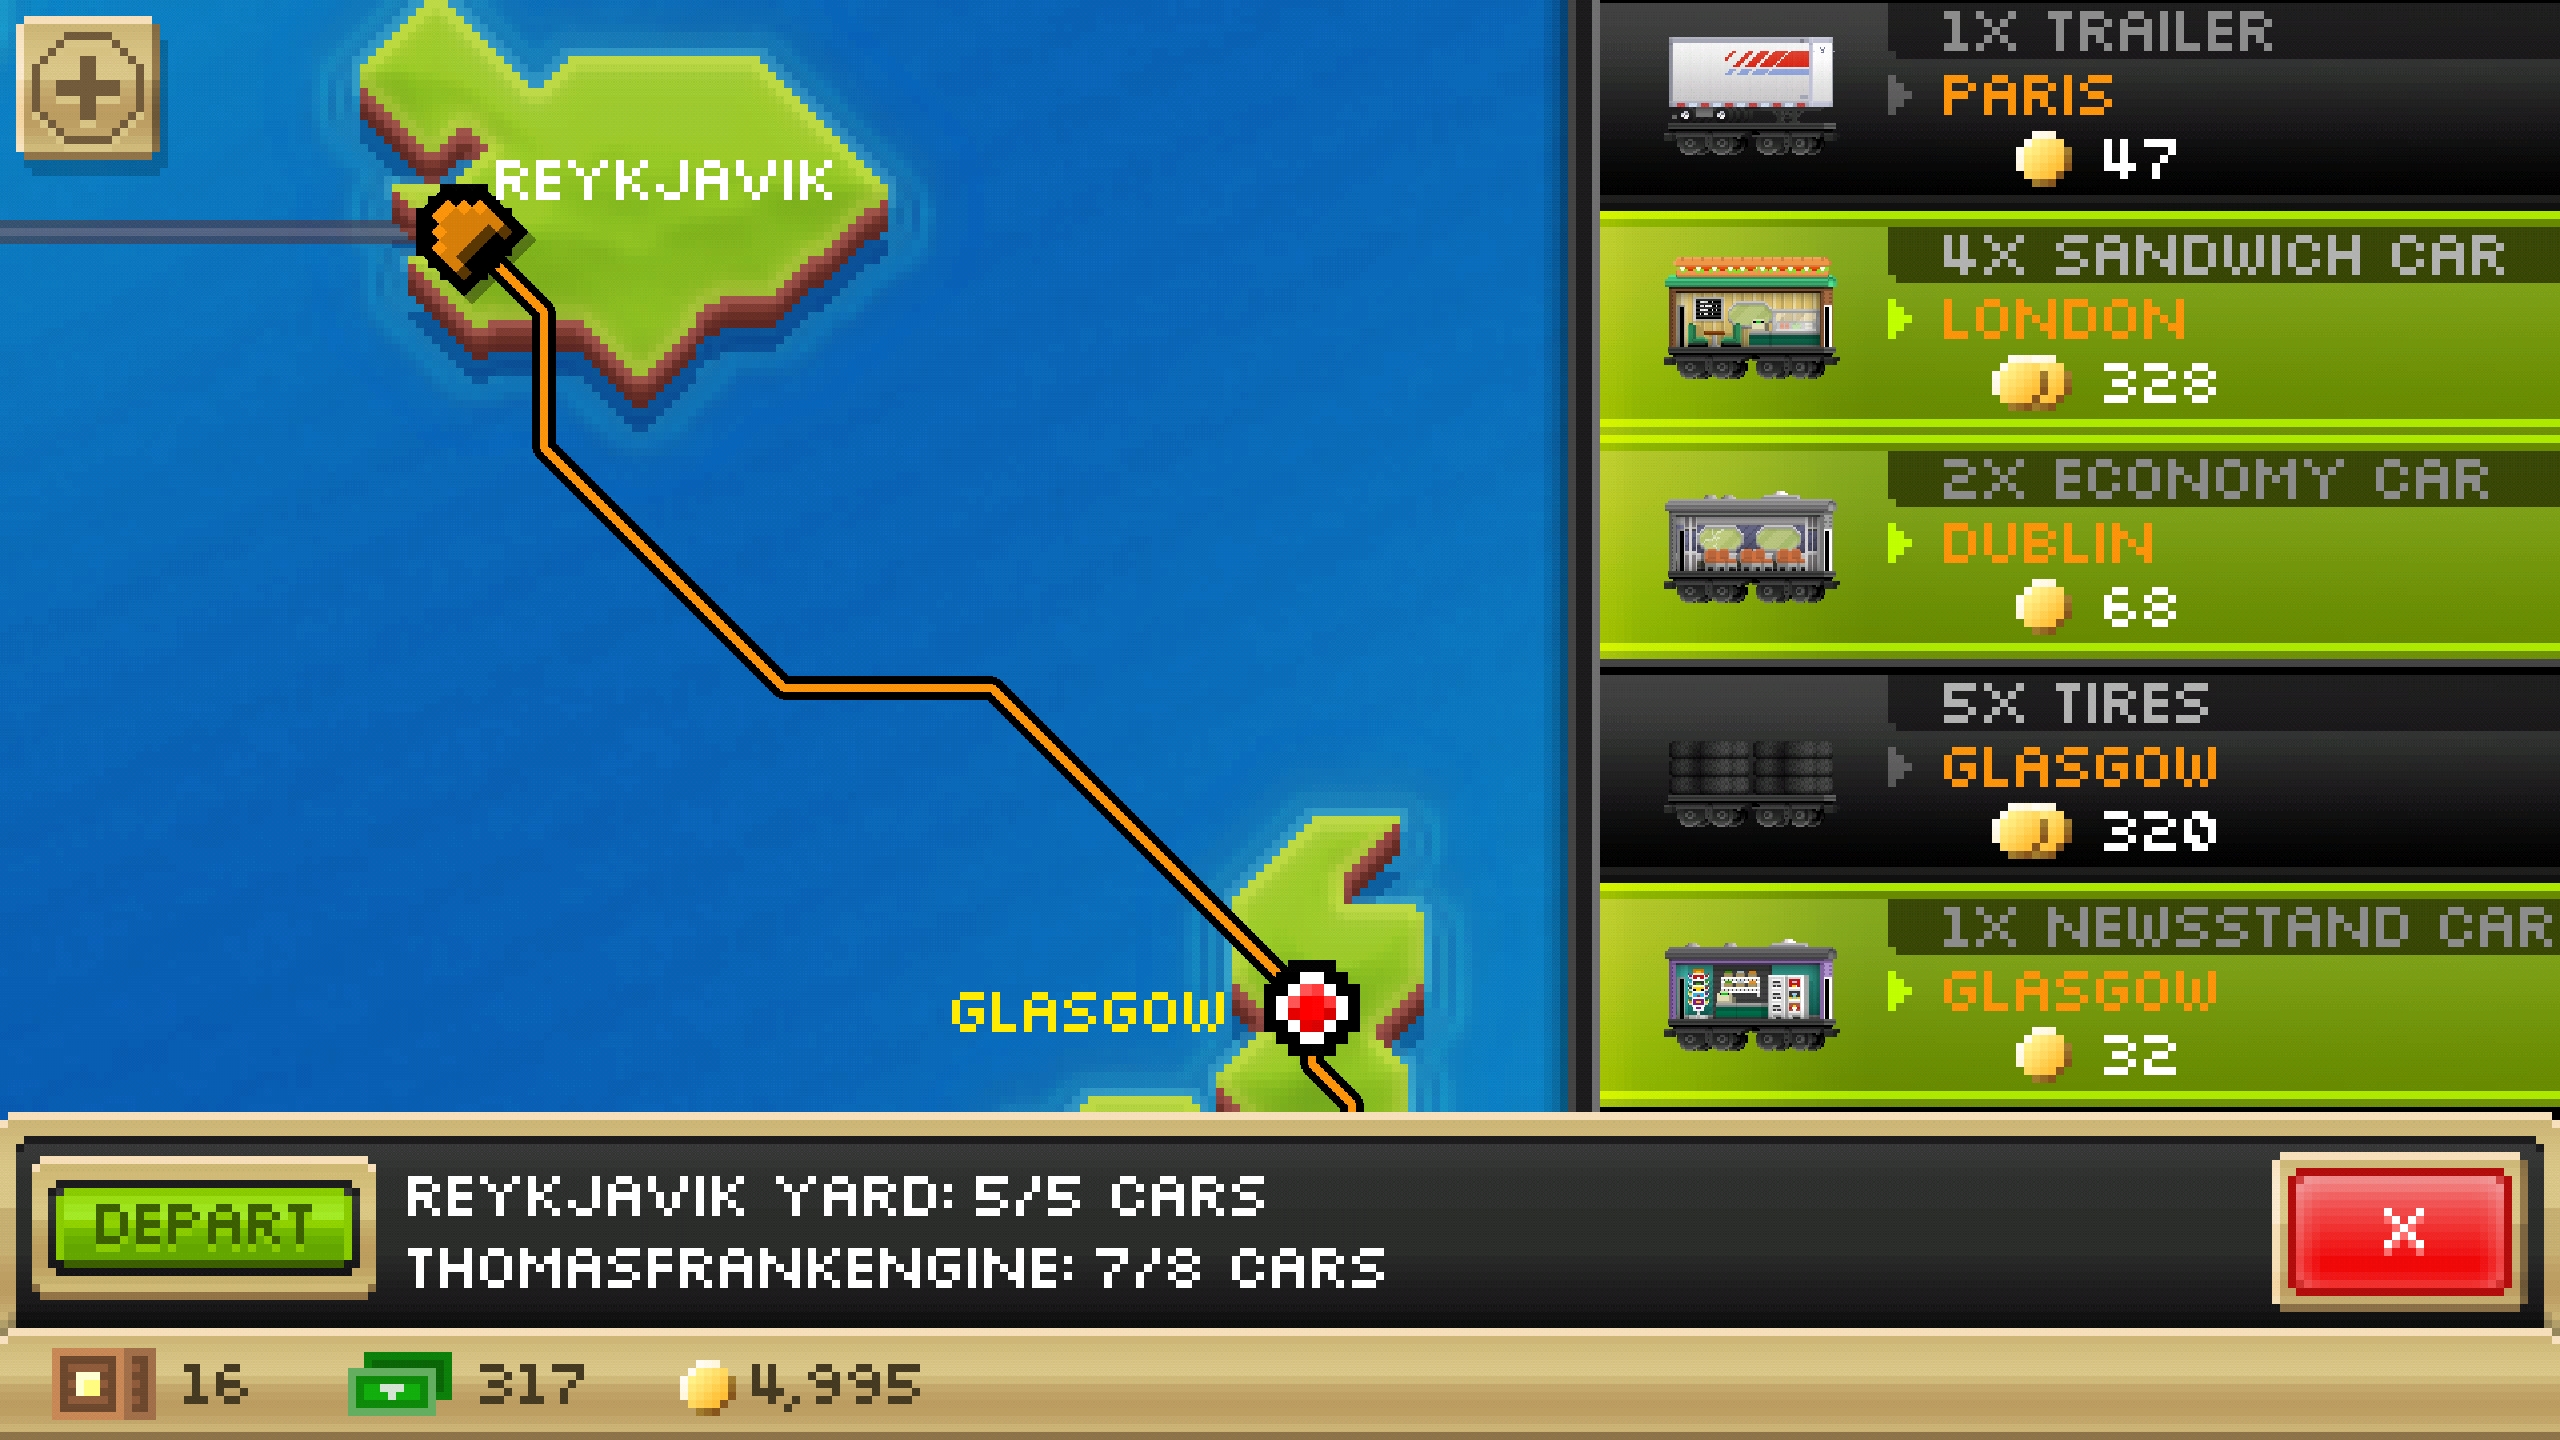 REYKJAVIK
GLASGOW
1X TRAILER
PARIS
47
4X SANDWICH CAR
LONDON
328
2X ECONOMY CAR
DUBLIN
68
5X TIRES
GLASGOW
320
1X NEWSSTAND CAR
GLASGOW
32
DEPART
REYKJAVIK YARD: 5/5 CARS
THOMASFRANKENGINE: 7/8 CARS
X
16
317
4,995